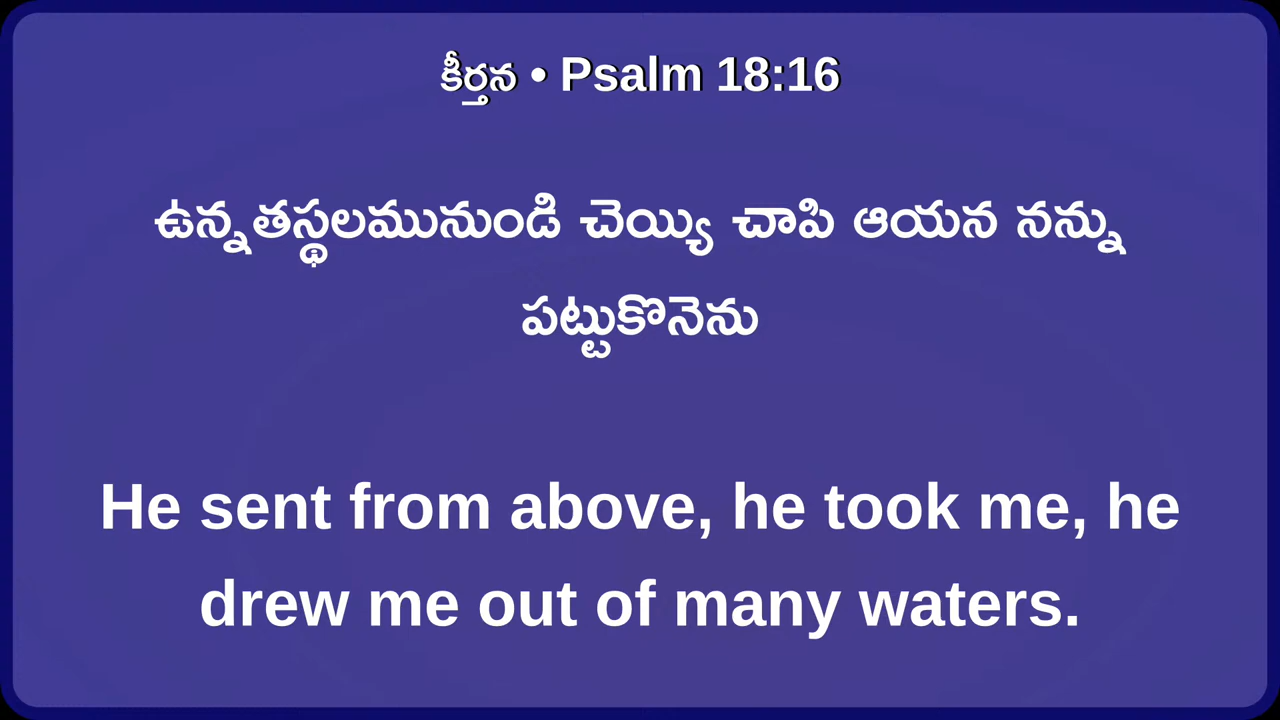 కీర్తన • Psalm 18:16
ఉన్నతస్థలమునుండి చెయ్యి చాపి ఆయన నన్ను
పట్టుకొనెను
He sent from above, he took me, he
drew me out of many waters.